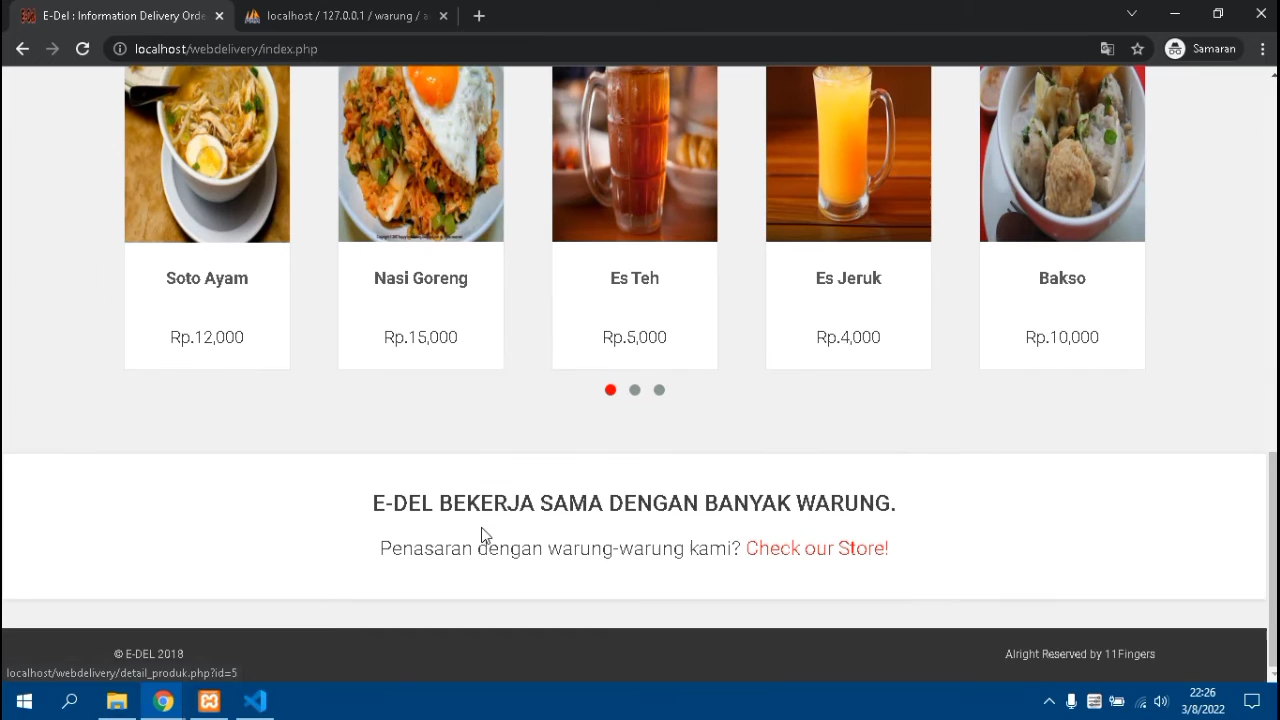 E-Del : Information Delivery Orde
localhost / 127.0.0.1 / warung / a
localhost/webdelivery/index.php
Samaran
Soto Ayam
Nasi Goreng
Es Teh
Es Jeruk
Bakso
Rp.12,000
Rp.15,000
Rp.5,000
Rp.4,000
Rp.10,000
E-DEL BEKERJA SAMA DENGAN BANYAK WARUNG.
Penasaran dengan warung-warung kami? Check our Store!
© E-DEL 2018
Alright Reserved by 11Fingers
localhost/webdelivery/detail_produk.php?id=5
22:26
3/8/2022